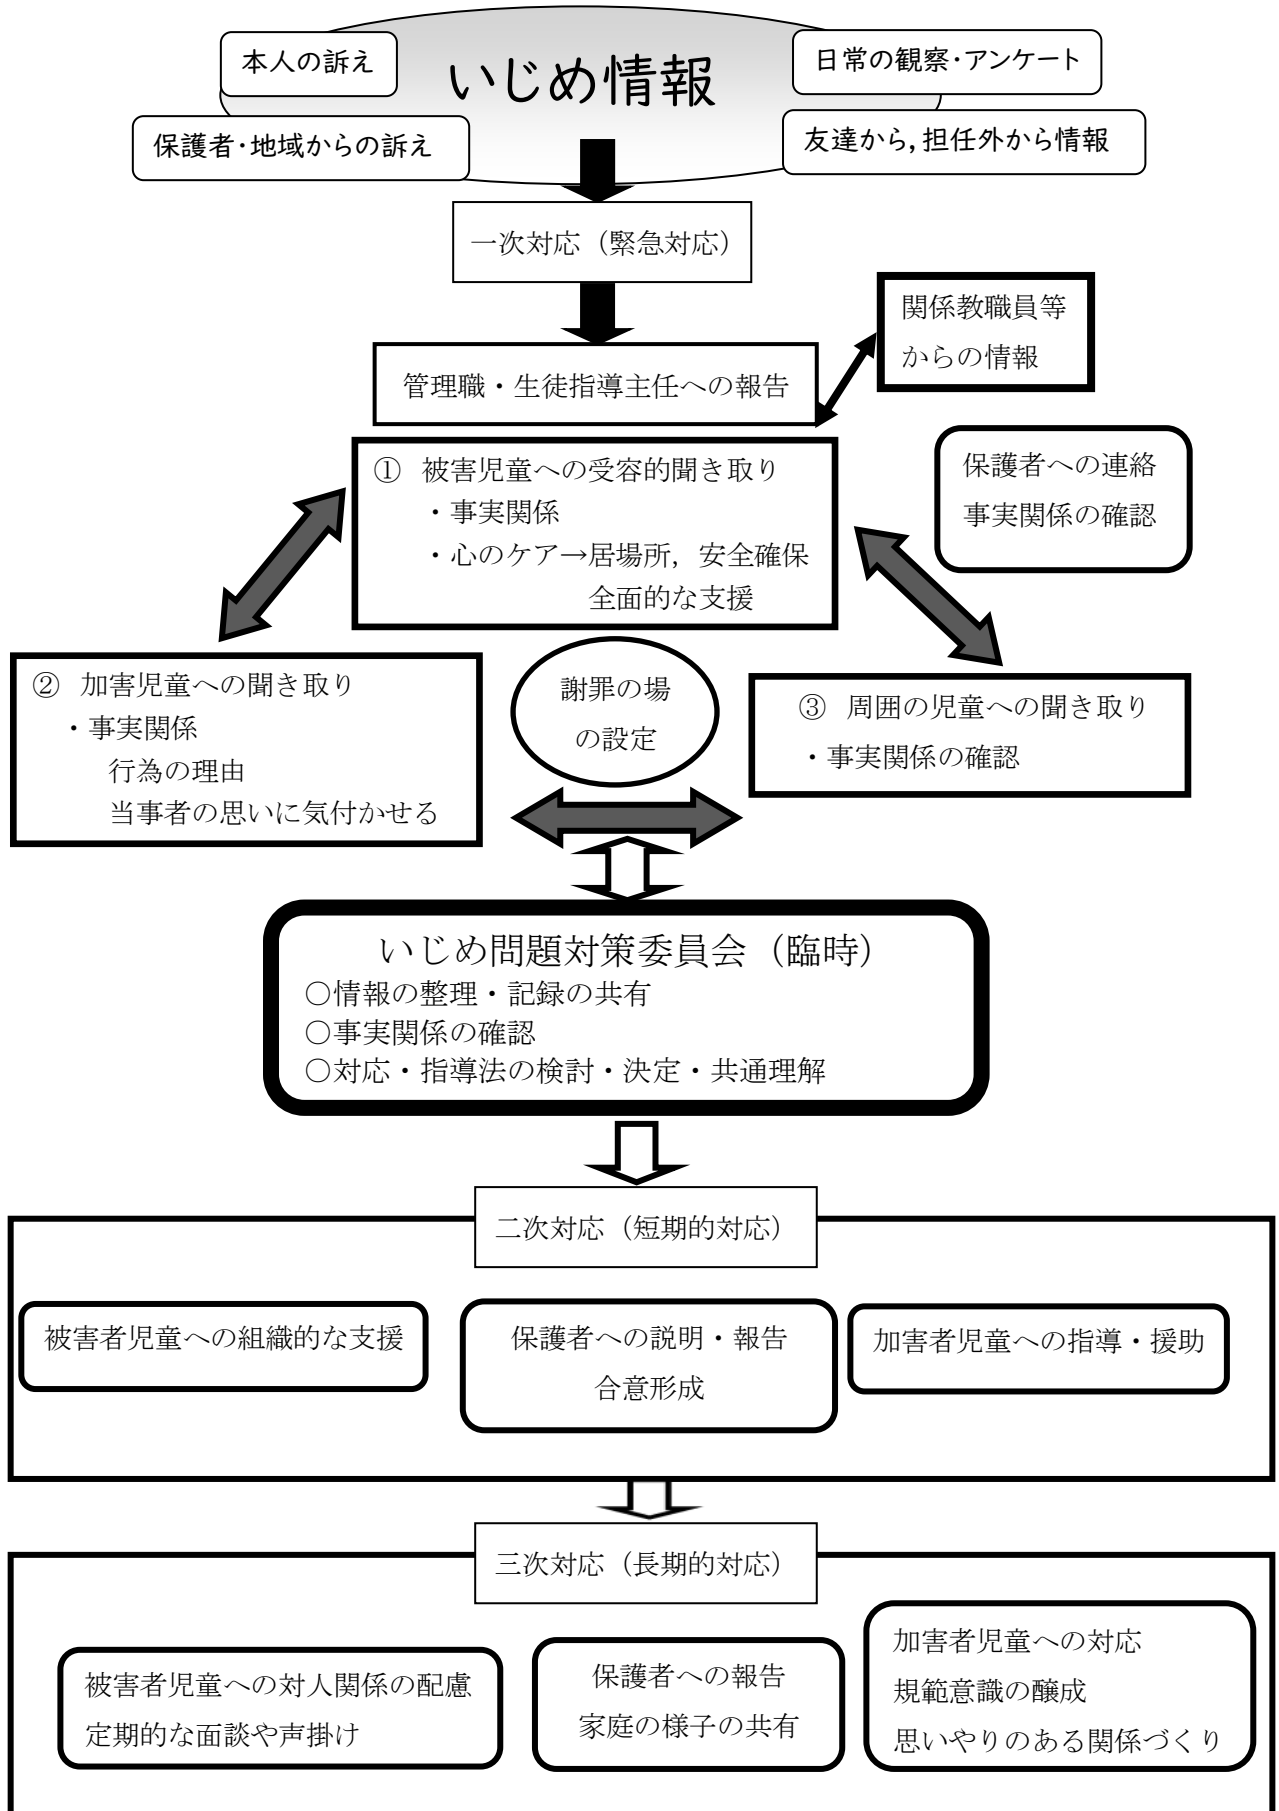 本人の訴え
いじめ情報
日常の観察・アンケート
保護者・地域からの訴え
友達から，担任外から情報
一次対応（緊急対応）
関係教職員等
からの情報
管理職・生徒指導主任への報告
① 被害児童への受容的聞き取り
・事実関係
・心のケア→居場所，安全確保
全面的な支援
保護者への連絡
事実関係の確認
② 加害児童への聞き取り
・事実関係
行為の理由
当事者の思いに気付かせる
謝罪の場
の設定
③ 周囲の児童への聞き取り
・事実関係の確認
いじめ問題対策委員会（臨時）
○情報の整理・記録の共有
○事実関係の確認
○対応・指導法の検討・決定・共通理解
二次対応（短期的対応）
被害者児童への組織的な支援
保護者への説明・報告
合意形成
加害者児童への指導・援助
三次対応（長期的対応）
被害者児童への対人関係の配慮
定期的な面談や声掛け
保護者への報告
家庭の様子の共有
加害者児童への対応
規範意識の醸成
思いやりのある関係づくり